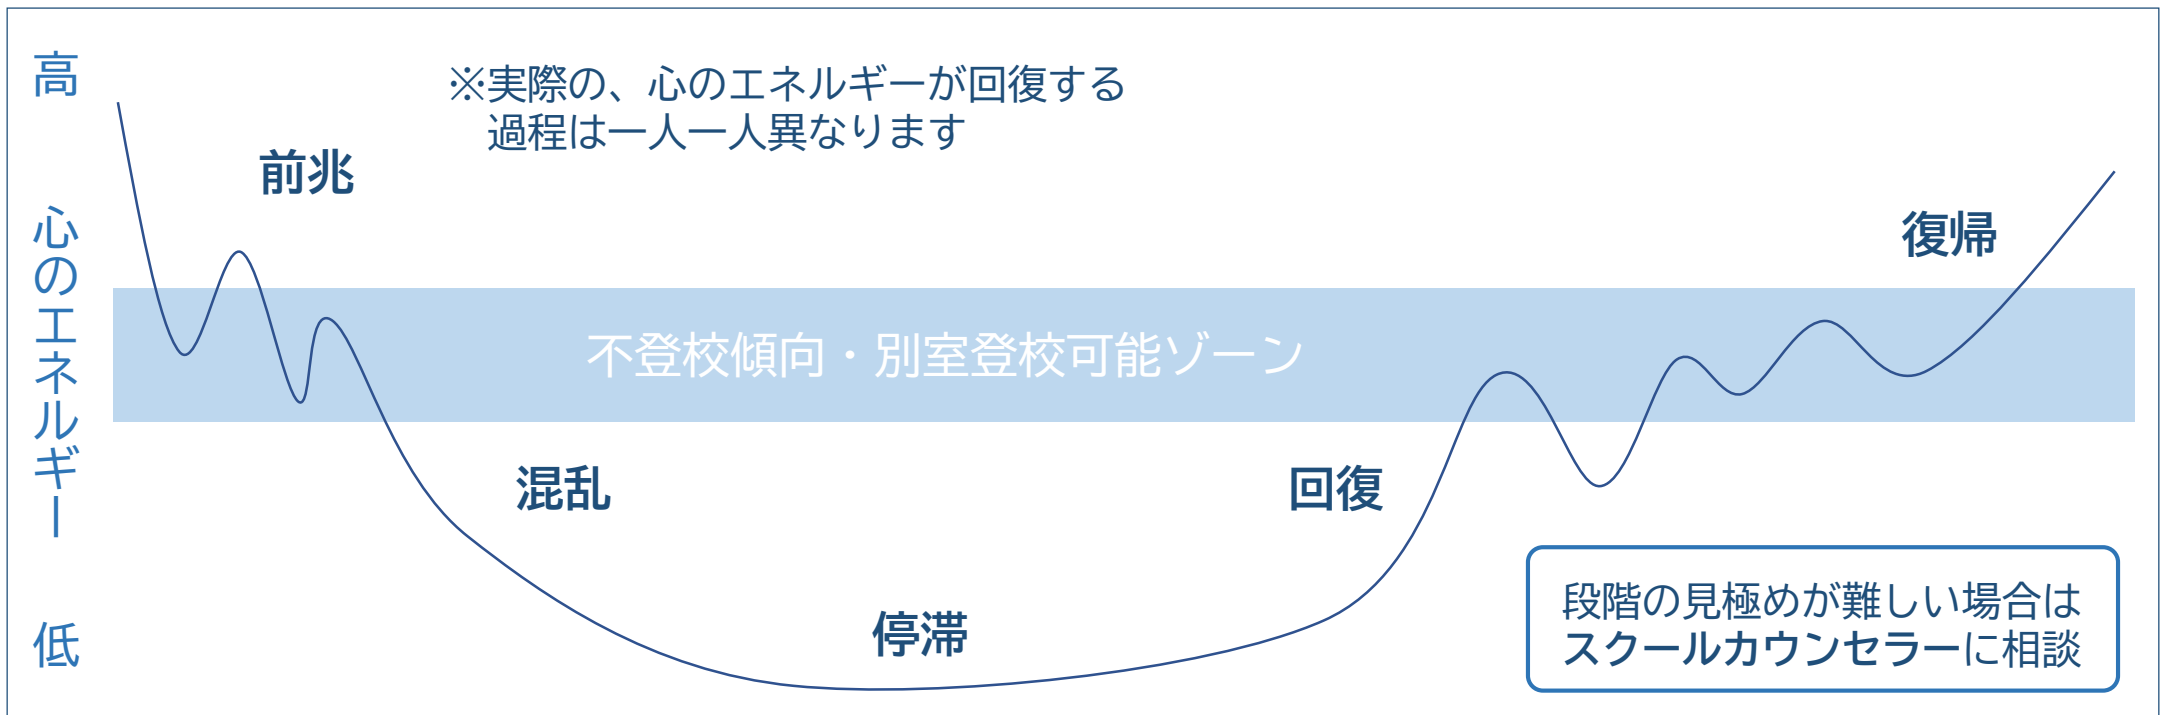 高
心のエネルギー
低
※実際の、心のエネルギーが回復する
過程は一人一人異なります
前兆
復帰
不登校傾向・別室登校可能ゾーン
混乱
回復
停滞
段階の見極めが難しい場合は
スクールカウンセラーに相談